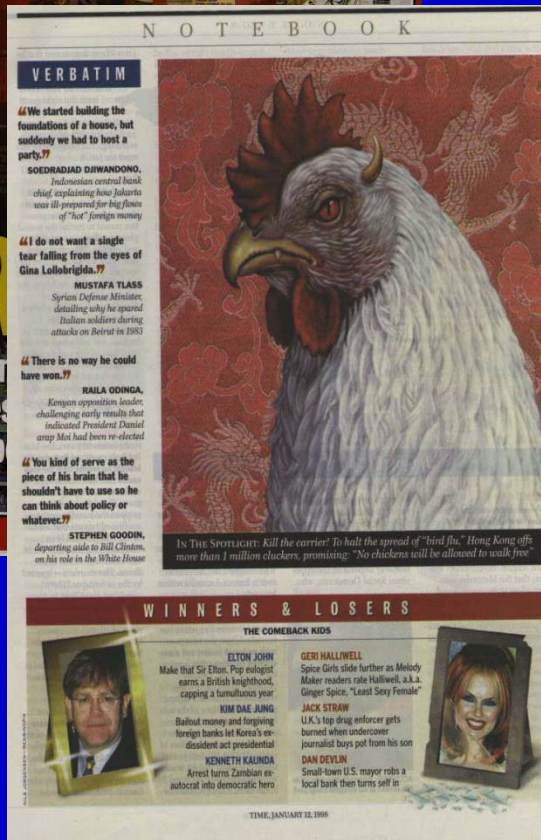 NOTEBOOK
VERBATIM
“We started building the
foundations of a house, but
suddenly we had to host a
party.”
SOEDRADJAD DJIWANDONO,
Indonesian central bank
chief, explaining how Jakarta
was ill-prepared for big flows
of "hot" foreign money
“I do not want a single
tear falling from the eyes of
Gina Lollobrigida.”
MUSTAFA TLASS
Syrian Defense Minister,
detailing why he spared
Italian soldiers during
attacks on Beirut in 1983
“There is no way he could
have won.”
RAILA ODINGA,
Kenyan opposition leader,
challenging early results that
indicated President Daniel
arap Moi had been re-elected
“You kind of serve as the
piece of his brain that he
shouldn't have to use so he
can think about policy or
whatever.”
STEPHEN GOODIN,
departing aide to Bill Clinton,
on his role in the White House
IN THE SPOTLIGHT: Kill the carrier! To halt the spread of "bird flu," Hong Kong offs
more than 1 million cluckers, promising: "No chickens will be allowed to walk free"
WINNERS & LOSERS
THE COMEBACK KIDS
ELTON JOHN
Make that Sir Elton. Pop eulogist
earns a British knighthood,
capping a tumultuous year
KIM DAE JUNG
Bailout money and forgiving
foreign banks let Korea's ex-
dissident act presidential
KENNETH KAUNDA
Arrest turns Zambian ex-
autocrat into democratic hero
GERI HALLIWELL
Spice Girls slide further as Melody
Maker readers rate Halliwell, a.k.a.
Ginger Spice, "Least Sexy Female"
JACK STRAW
U.K.'s top drug enforcer gets
burned when undercover
journalist buys pot from his son
DAN DEVLIN
Small-town U.S. mayor robs a
local bank then turns self in
TIME, JANUARY 12, 1998